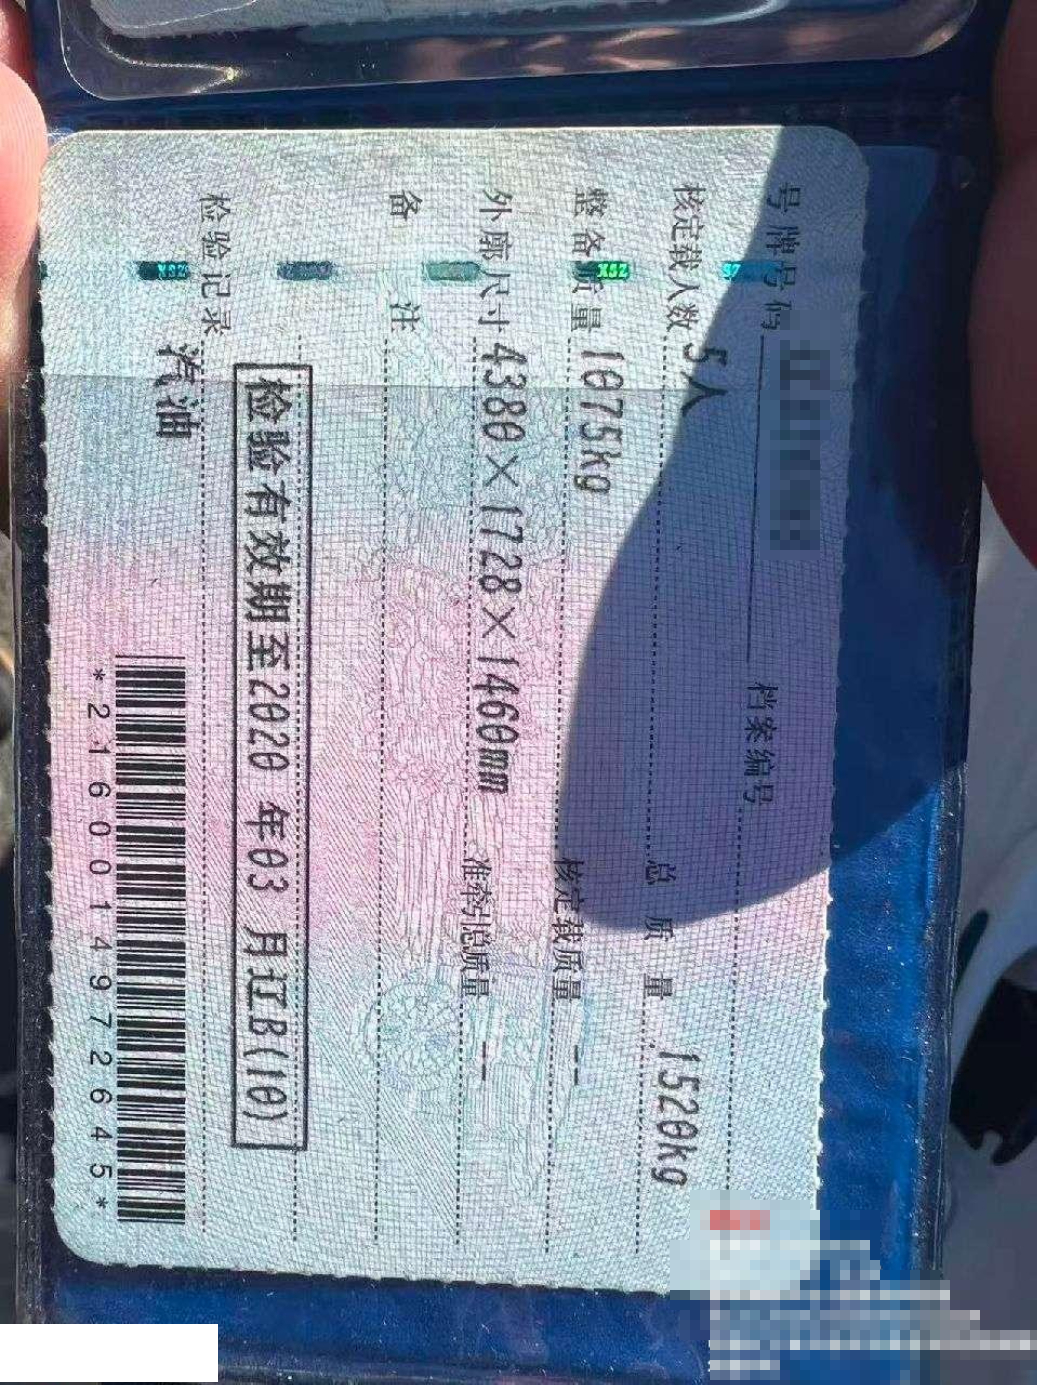 号牌号码
档案编号
核定载人数 5人
总质量 1520kg
整备质量 1075kg
核定载质量 --
外廓尺寸 4380×1728×1460mm
准牵引总质量 --
备注
检验有效期至2020 年03 月辽B(10)
检验记录
汽油
*2160014972645*